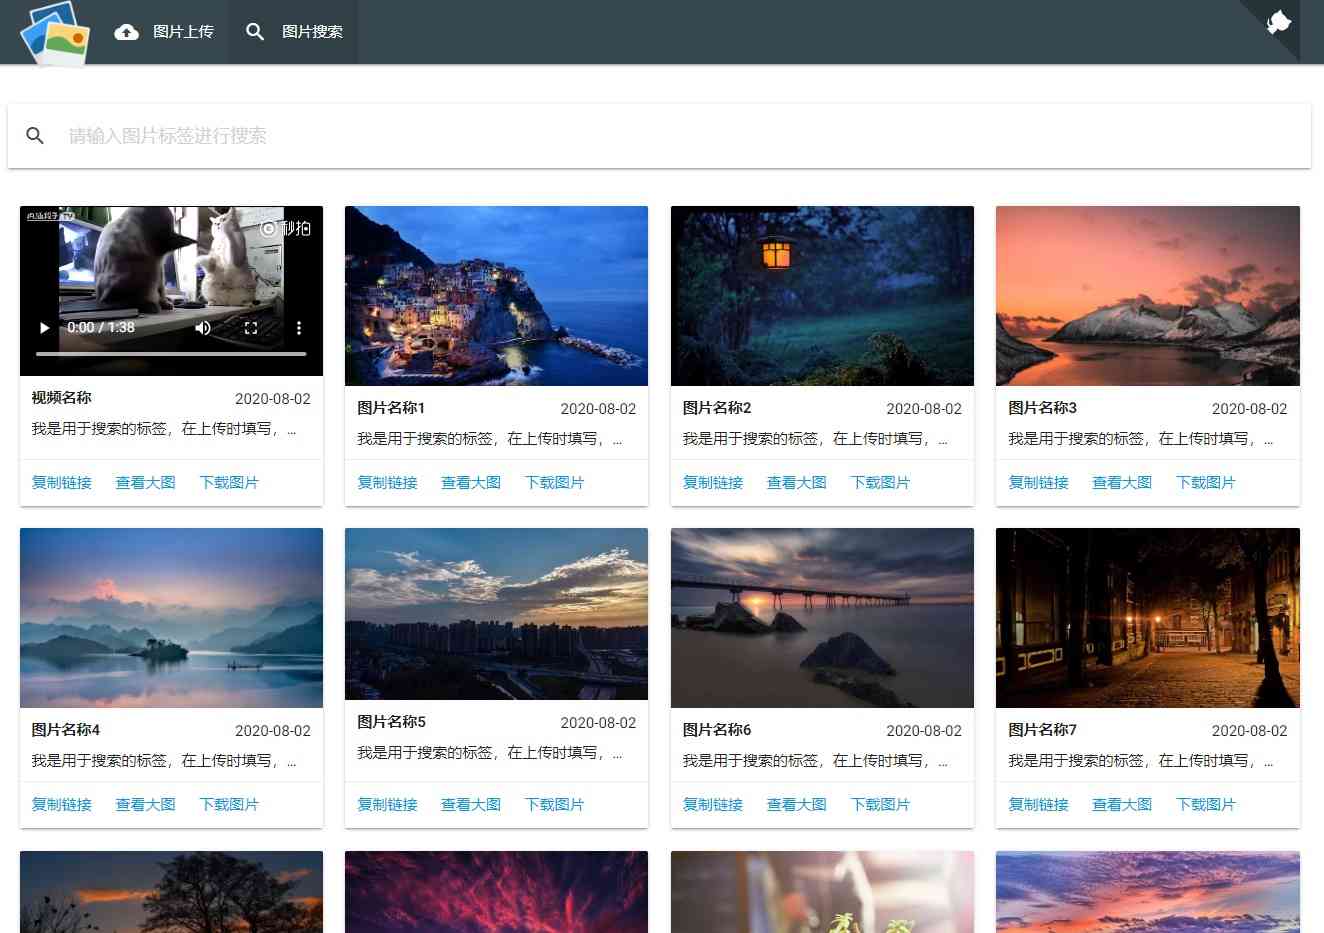 图片上传
图片搜索
请输入图片标签进行搜索
秒拍
0:00 / 1:38
视频名称
2020-08-02
我是用于搜索的标签，在上传时填写，...
复制链接
查看大图
下载图片
图片名称1
2020-08-02
我是用于搜索的标签，在上传时填写，...
复制链接
查看大图
下载图片
图片名称2
2020-08-02
我是用于搜索的标签，在上传时填写，...
复制链接
查看大图
下载图片
图片名称3
2020-08-02
我是用于搜索的标签，在上传时填写，...
复制链接
查看大图
下载图片
图片名称4
2020-08-02
我是用于搜索的标签，在上传时填写，...
复制链接
查看大图
下载图片
图片名称5
2020-08-02
我是用于搜索的标签，在上传时填写，...
复制链接
查看大图
下载图片
图片名称6
2020-08-02
我是用于搜索的标签，在上传时填写，...
复制链接
查看大图
下载图片
图片名称7
2020-08-02
我是用于搜索的标签，在上传时填写，...
复制链接
查看大图
下载图片